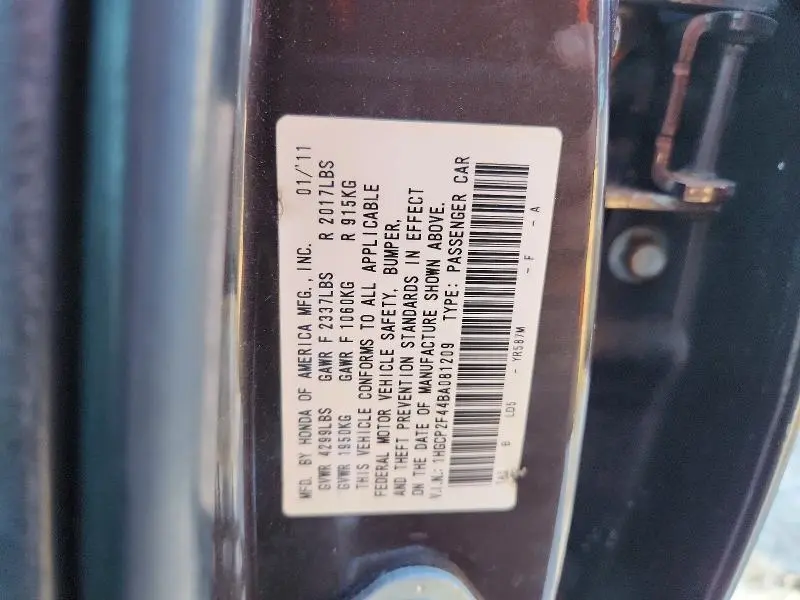 MFD. BY HONDA OF AMERICA MFG., INC. 01/'11
GVWR 4299LBS GAWR F 2337LBS R 2017LBS
GVWR 1950KG GAWR F 1060KG R 915KG
THIS VEHICLE CONFORMS TO ALL APPLICABLE
FEDERAL MOTOR VEHICLE SAFETY, BUMPER,
AND THEFT PREVENTION STANDARDS IN EFFECT
ON THE DATE OF MANUFACTURE SHOWN ABOVE.
V.I.N.: 1HGCP2F44BA081209 TYPE: PASSENGER CAR
B LD5 - YR587M - F - A